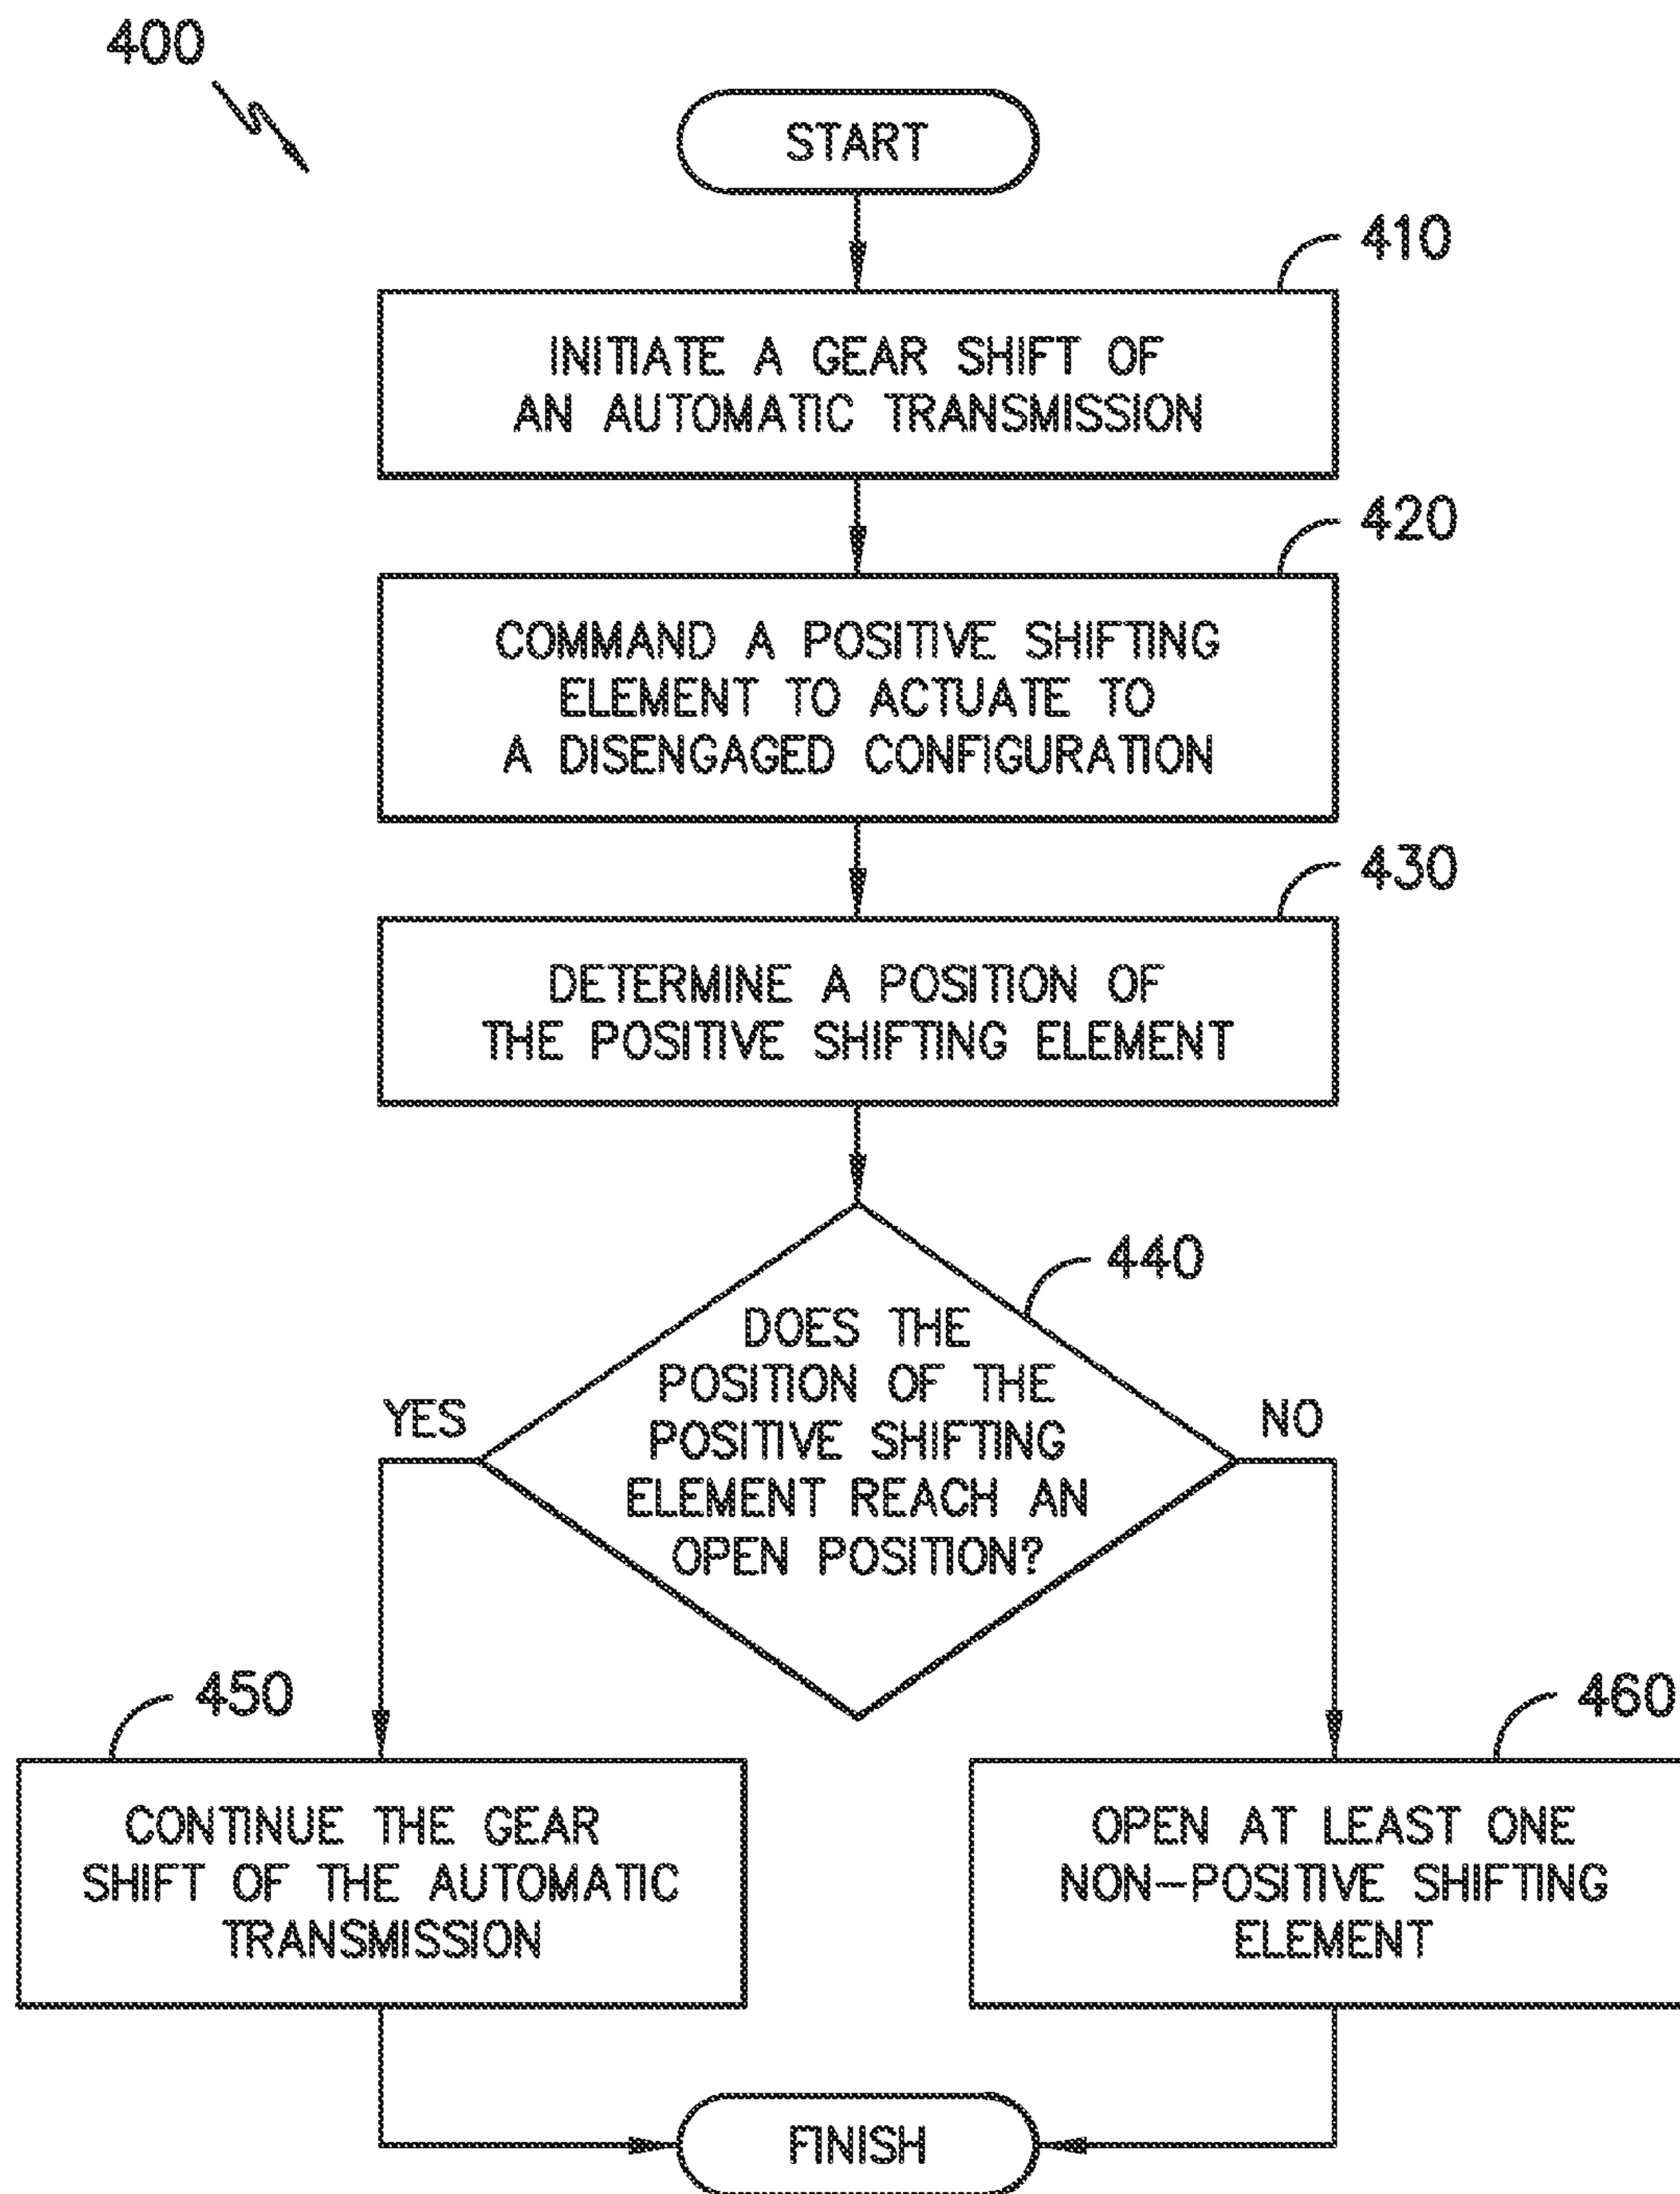 400
START
410
INITIATE A GEAR SHIFT OF
AN AUTOMATIC TRANSMISSION
420
COMMAND A POSITIVE SHIFTING
ELEMENT TO ACTUATE TO
A DISENGAGED CONFIGURATION
430
DETERMINE A POSITION OF
THE POSITIVE SHIFTING ELEMENT
440
DOES THE
POSITION OF THE
POSITIVE SHIFTING
ELEMENT REACH AN
OPEN POSITION?
YES
NO
450
CONTINUE THE GEAR
SHIFT OF THE AUTOMATIC
TRANSMISSION
460
OPEN AT LEAST ONE
NON-POSITIVE SHIFTING
ELEMENT
FINISH